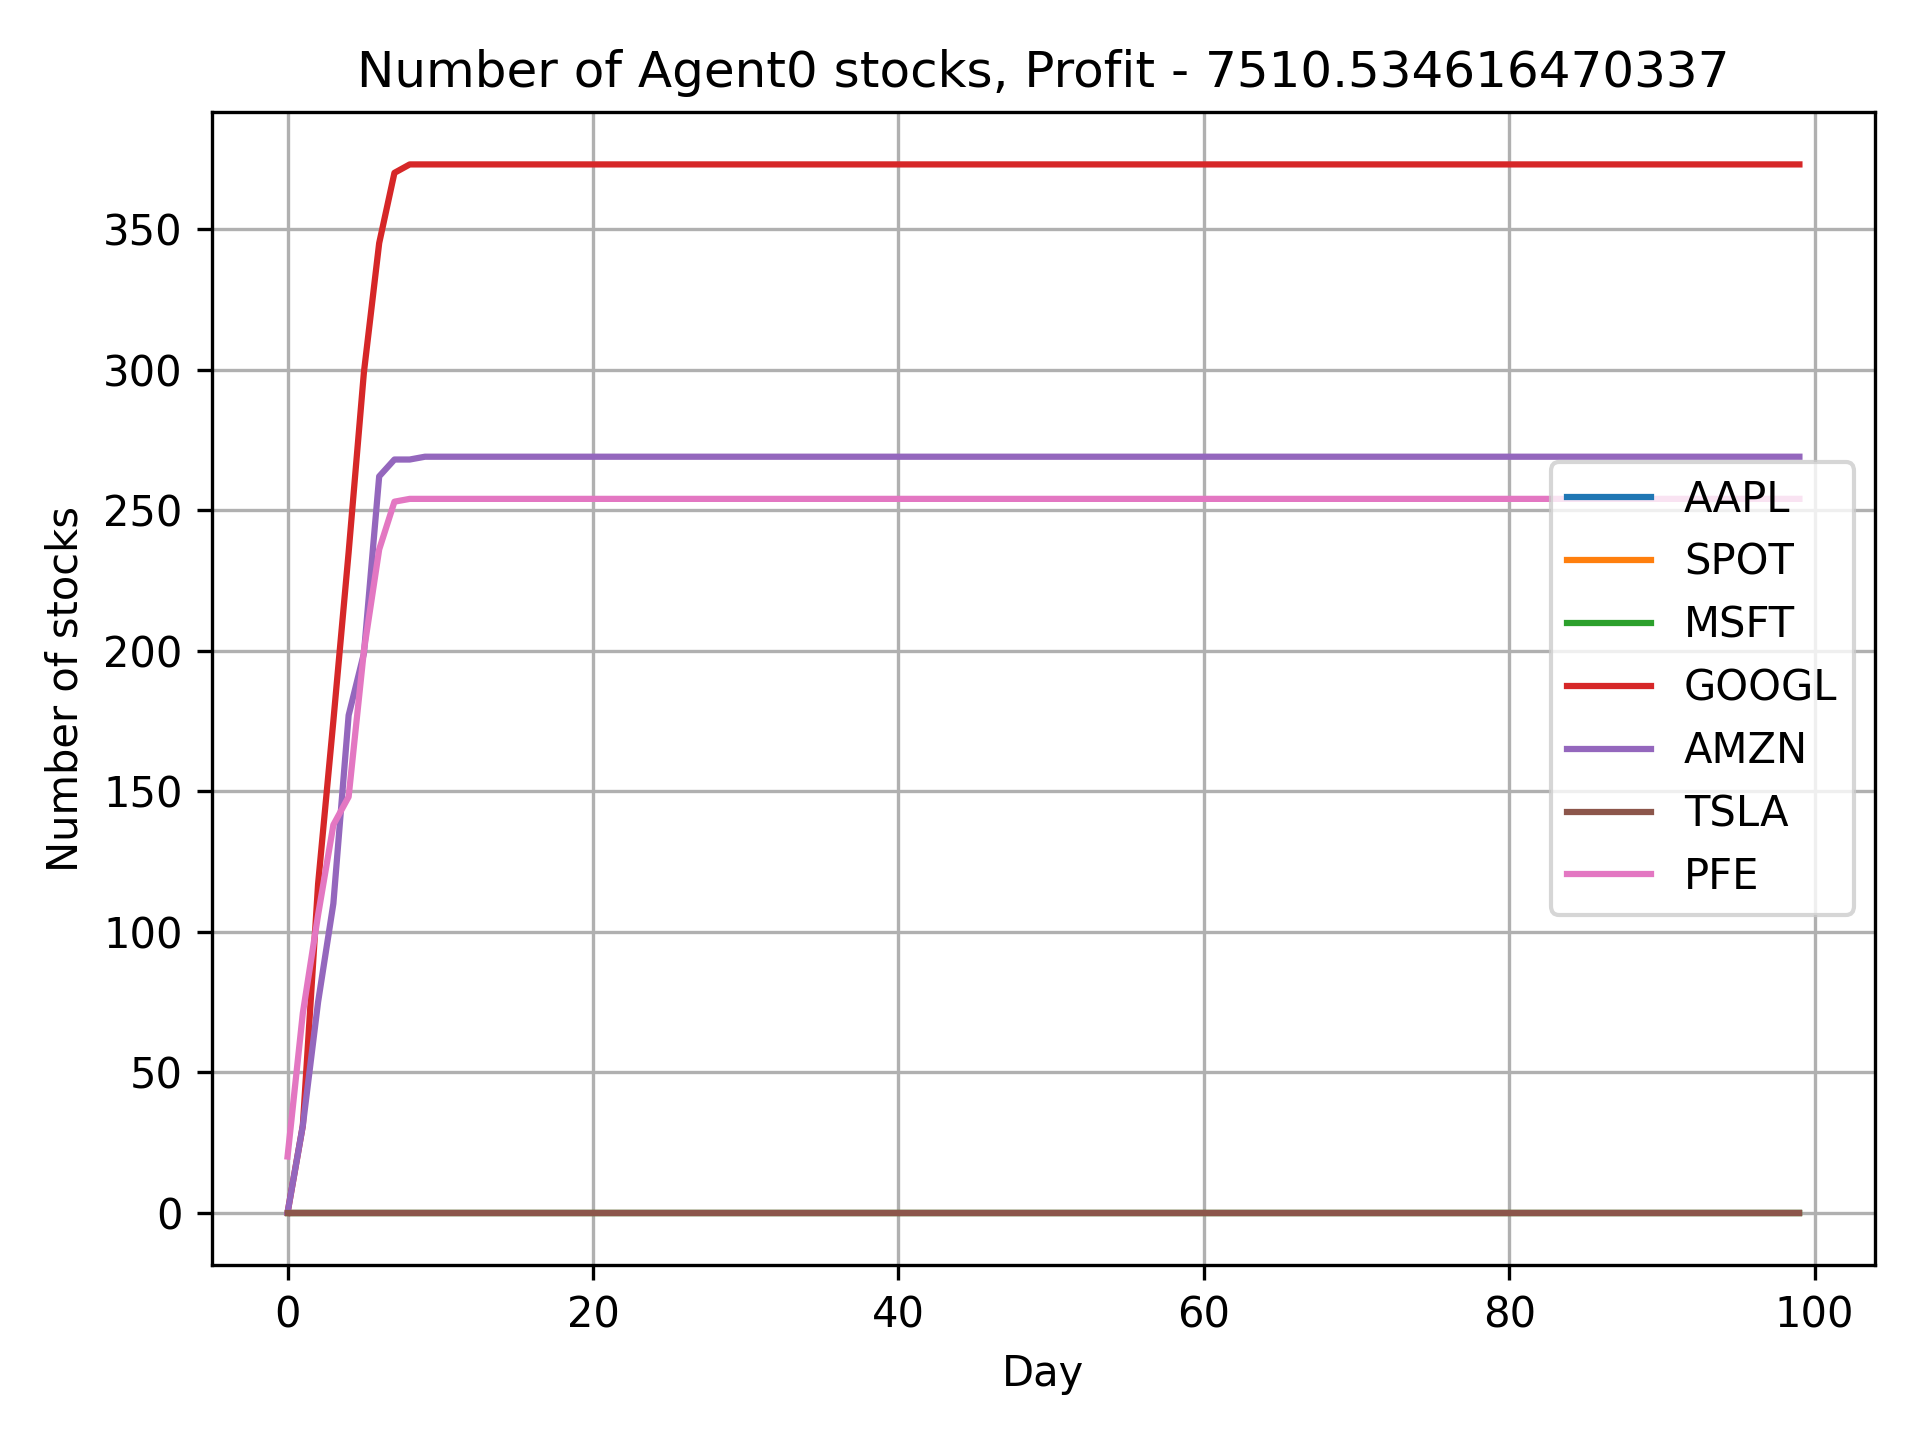 Number of Agent0 stocks, Profit - 7510.534616470337
Number of stocks
350
300
250
200
150
100
50
0
AAPL
SPOT
MSFT
GOOGL
AMZN
TSLA
PFE
0 20 40 60 80 100
Day